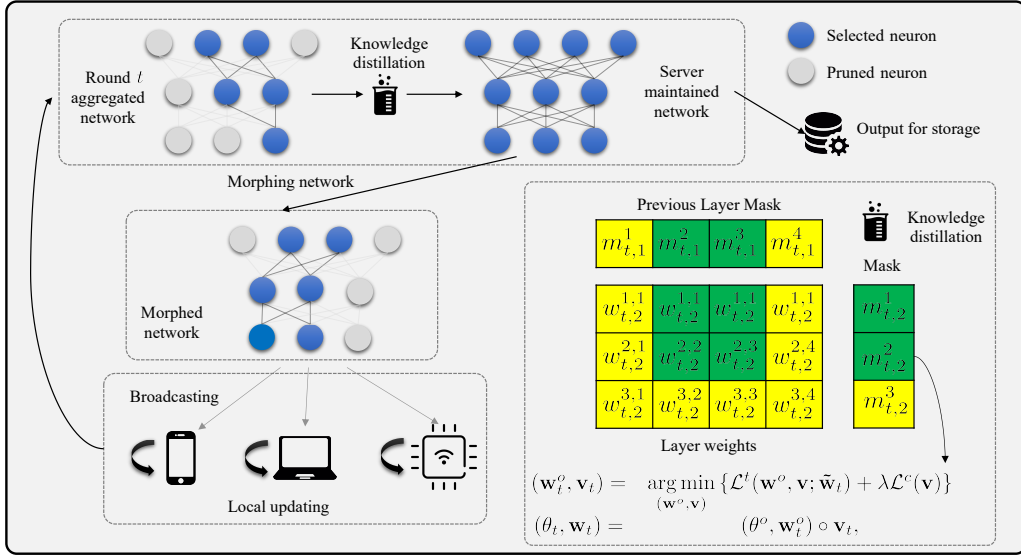 Round t
aggregated
network
Knowledge
distillation
Server
maintained
network
Selected neuron
Pruned neuron
Output for storage
Morphing network
Morphed
network
Broadcasting
Local updating
Previous Layer Mask
m^1_{t,1} m^2_{t,1} m^3_{t,1} m^4_{t,1}
Knowledge
distillation
Mask
w^{1,1}_{t,2} w^{1,1}_{t,2} w^{1,1}_{t,2} w^{1,1}_{t,2} m^1_{t,2}
w^{2,1}_{t,2} w^{2,2}_{t,2} w^{2,3}_{t,2} w^{2,4}_{t,2} m^2_{t,2}
w^{3,1}_{t,2} w^{3,2}_{t,2} w^{3,3}_{t,2} w^{3,4}_{t,2} m^3_{t,2}
Layer weights
(w^o_t, v_t) = arg min_{(w^o,v)} {ℒ^t(w^o, v; w̃_t) + λℒ^c(v)}
(θ_t, w_t) = (θ^o, w^o_t) ∘ v_t,